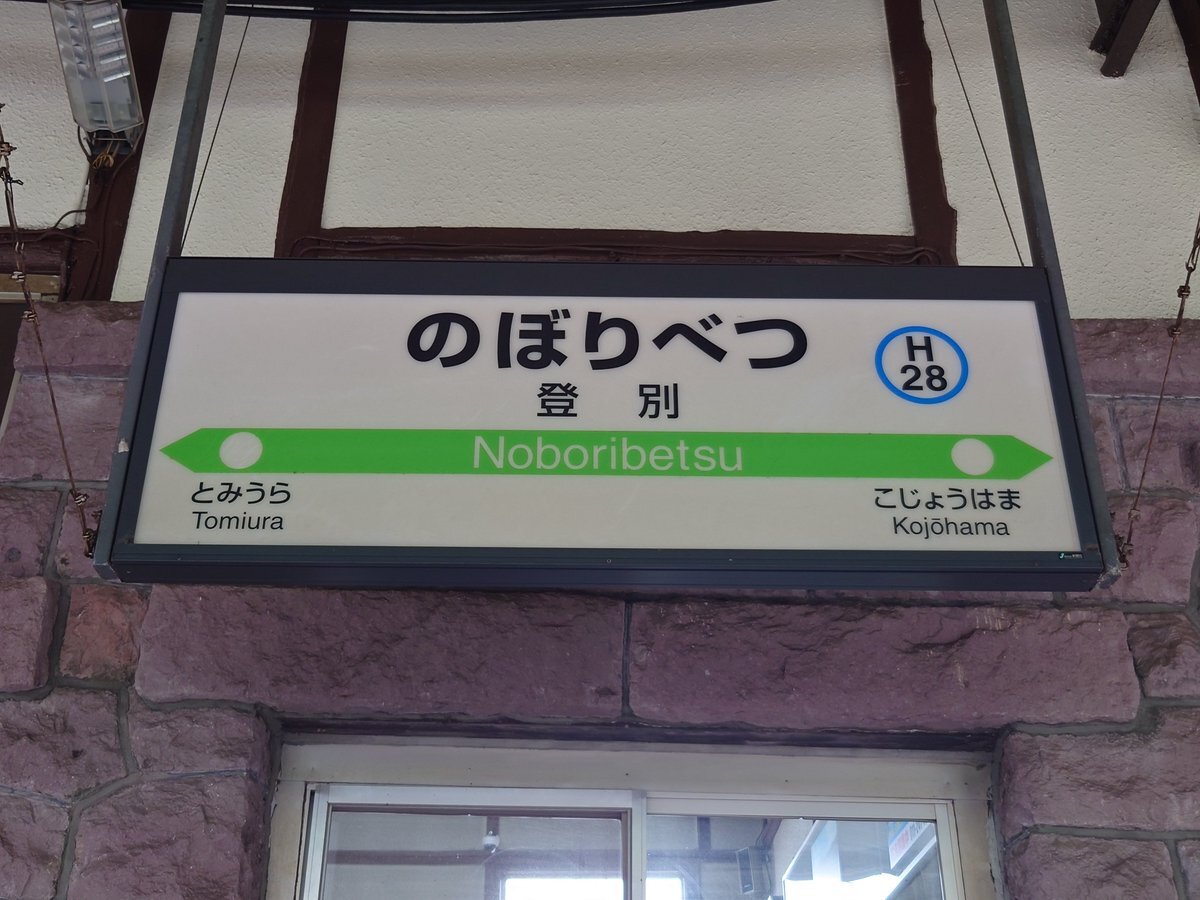 のぼりべつ
H
28
登 別
Noboribetsu
とみうら
こじょうはま
Tomiura
Kojōhama